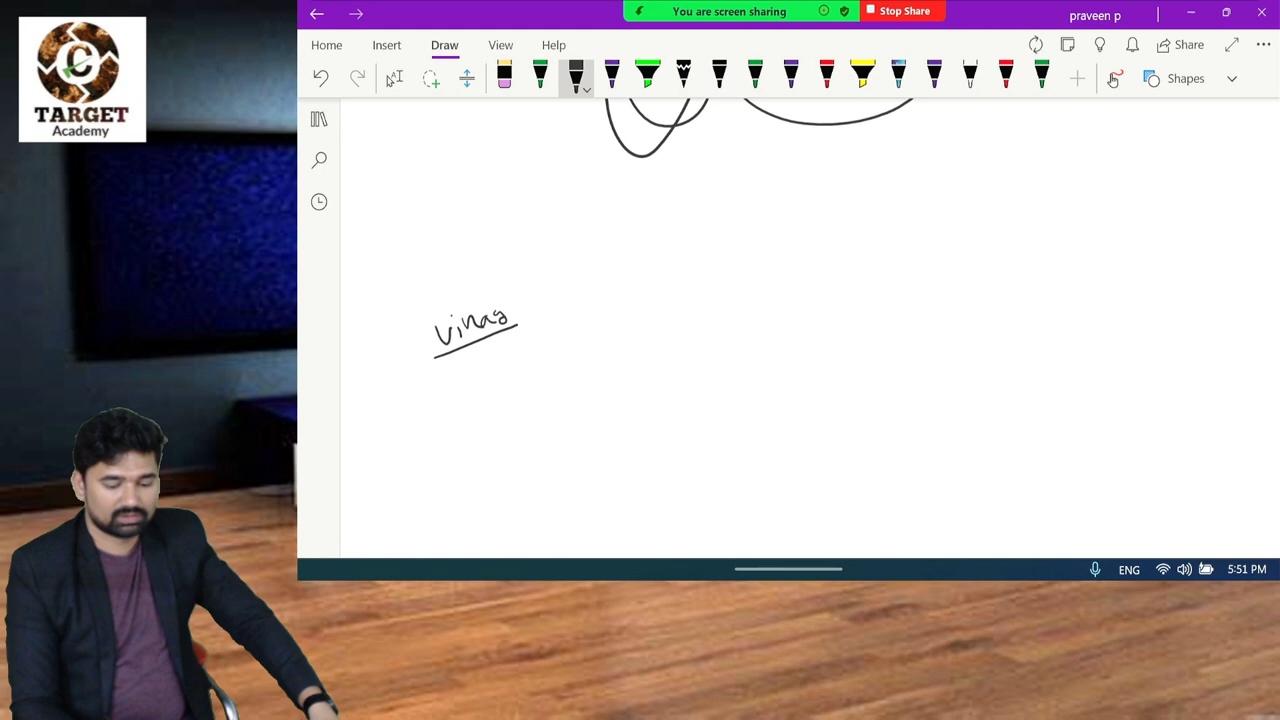 You are screen sharing
Stop Share
praveen p
Home
Insert
Draw
View
Help
Share
Shapes
C
TARGET
Academy
vinay
ENG
5:51 PM